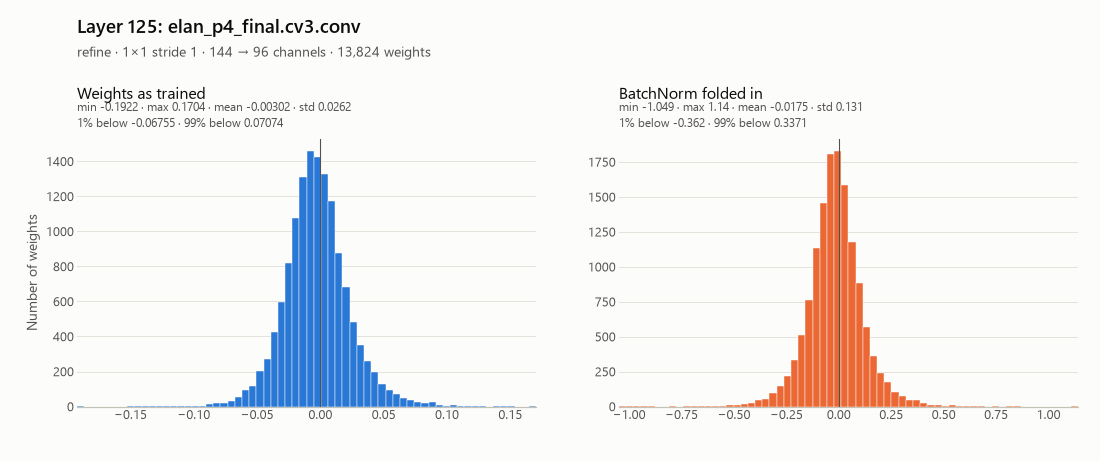 Layer 125: elan_p4_final.cv3.conv
refine · 1×1 stride 1 · 144 → 96 channels · 13,824 weights
Weights as trained
min -0.1922 · max 0.1704 · mean -0.00302 · std 0.0262
1% below -0.06755 · 99% below 0.07074
Number of weights
1400
1200
1000
800
600
400
200
0
−0.15 −0.10 −0.05 0.00 0.05 0.10 0.15
BatchNorm folded in
min -1.049 · max 1.14 · mean -0.0175 · std 0.131
1% below -0.362 · 99% below 0.3371
1750
1500
1250
1000
750
500
250
0
−1.00 −0.75 −0.50 −0.25 0.00 0.25 0.50 0.75 1.00